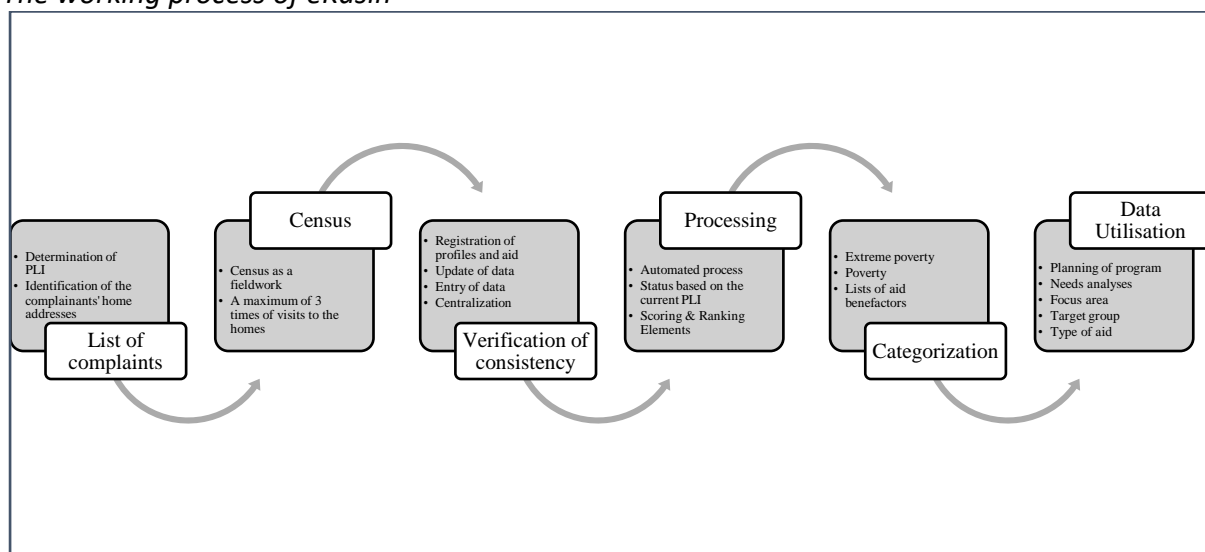 The working process of eKasih
• Determination of
PLI
• Identification of the
complainants' home
addresses
List of
complaints
Census
• Census as a
fieldwork
• A maximum of 3
times of visits to the
homes
• Registration of
profiles and aid
• Update of data
• Entry of data
• Centralization
Verification of
consistency
Processing
• Automated process
• Status based on the
current PLI
• Scoring & Ranking
Elements
• Extreme poverty
• Poverty
• Lists of aid
benefactors
Categorization
Data
Utilisation
• Planning of program
• Needs analyses
• Focus area
• Target group
• Type of aid